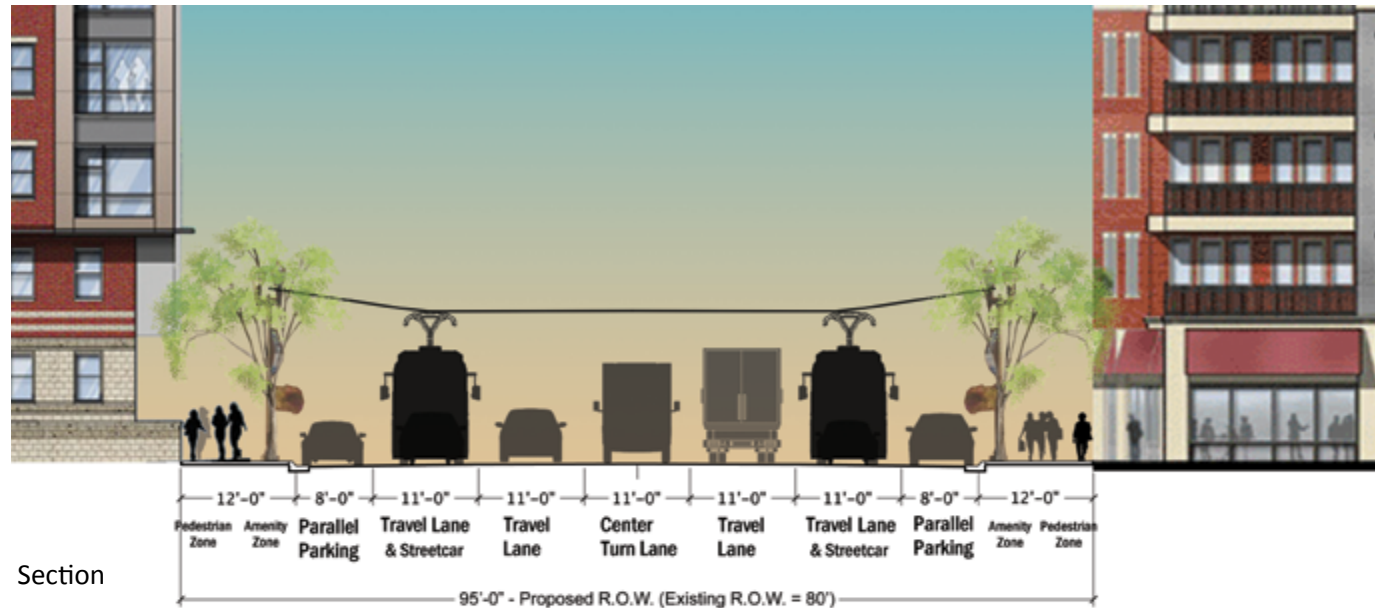 12'-0" 8'-0" 11'-0" 11'-0" 11'-0" 11'-0" 11'-0" 8'-0" 12'-0"
Pedestrian Zone
Amenity Zone
Parallel Parking
Travel Lane & Streetcar
Travel Lane
Center Turn Lane
Travel Lane
Travel Lane & Streetcar
Parallel Parking
Amenity Zone
Pedestrian Zone
Section
95'-0" - Proposed R.O.W. (Existing R.O.W. = 80')